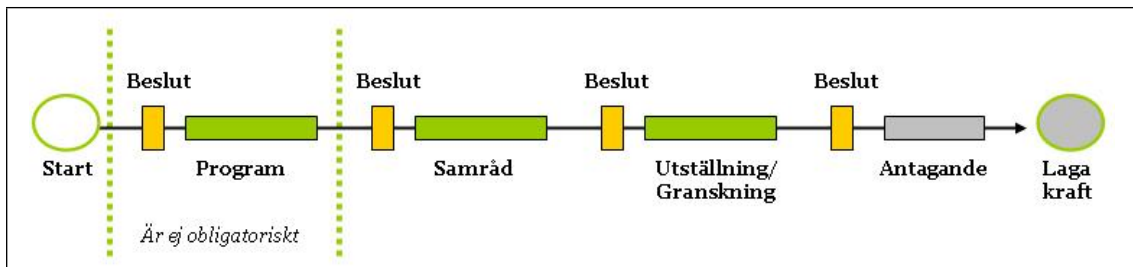 Beslut
Beslut
Beslut
Beslut
Start
Program
Samråd
Utställning/
Granskning
Antagande
Laga
kraft
Är ej obligatoriskt